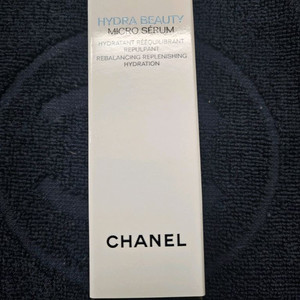 HYDRA BEAUTY
MICRO SÉRUM
HYDRATANT RÉÉQUILIBRANT
REPULPANT
REBALANCING REPLENISHING
HYDRATION
CHANEL